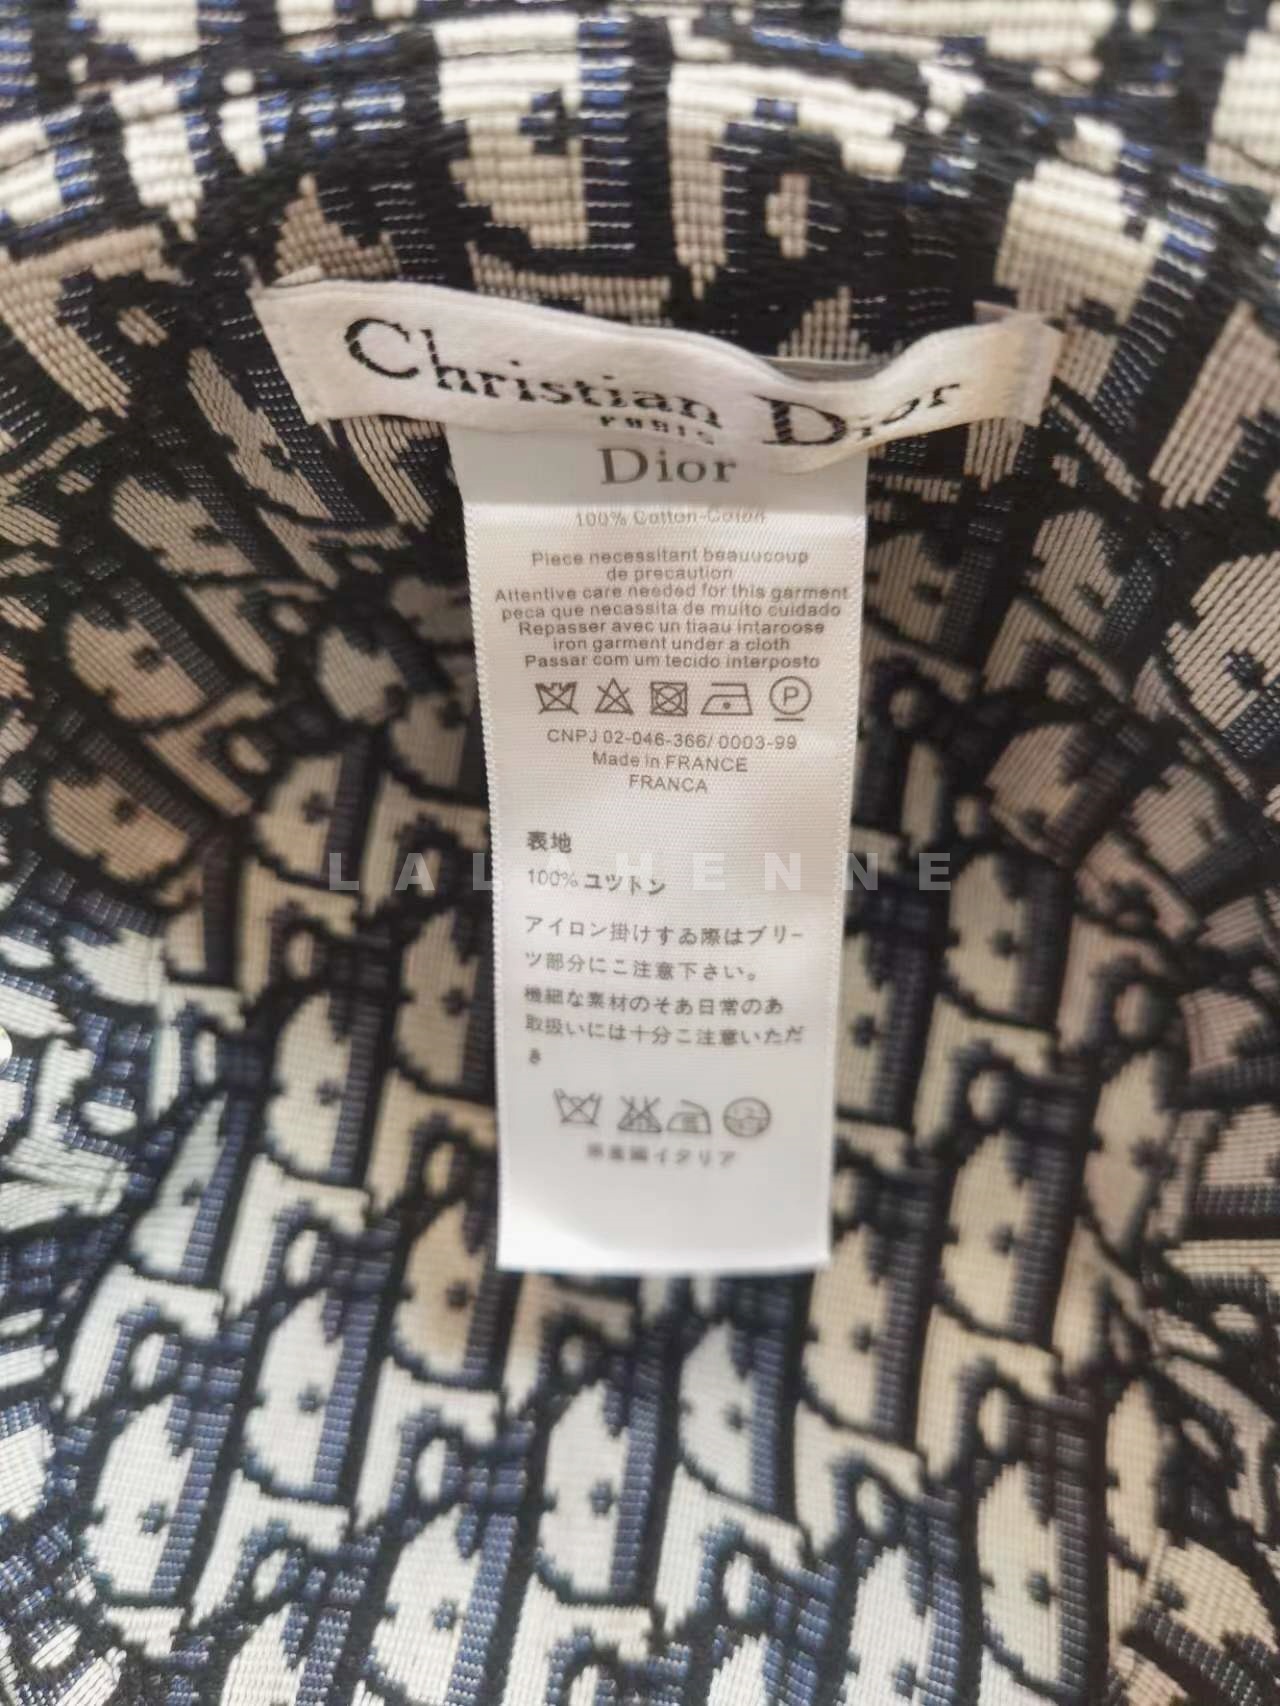 Christian Dior
PARIS
Dior
100% Cotton-Coton
Piece necessitant beauucoup
de precaution
Attentive care needed for this garment
peca que necassita de muito cuidado
Repasser avec un tiaau intaroose
iron garment under a cloth
Passar com um tecido interposto
P
CNPJ 02-046-366/ 0003-99
Made in FRANCE
FRANCA
表地
LALAHENNE
100% ユツトン
アイロン掛けすゐ際はブリー
ツ部分にこ注意下さい。
機細な素材のそあ日常のあ
取扱いには十分こ注意いただ
き
イタリア